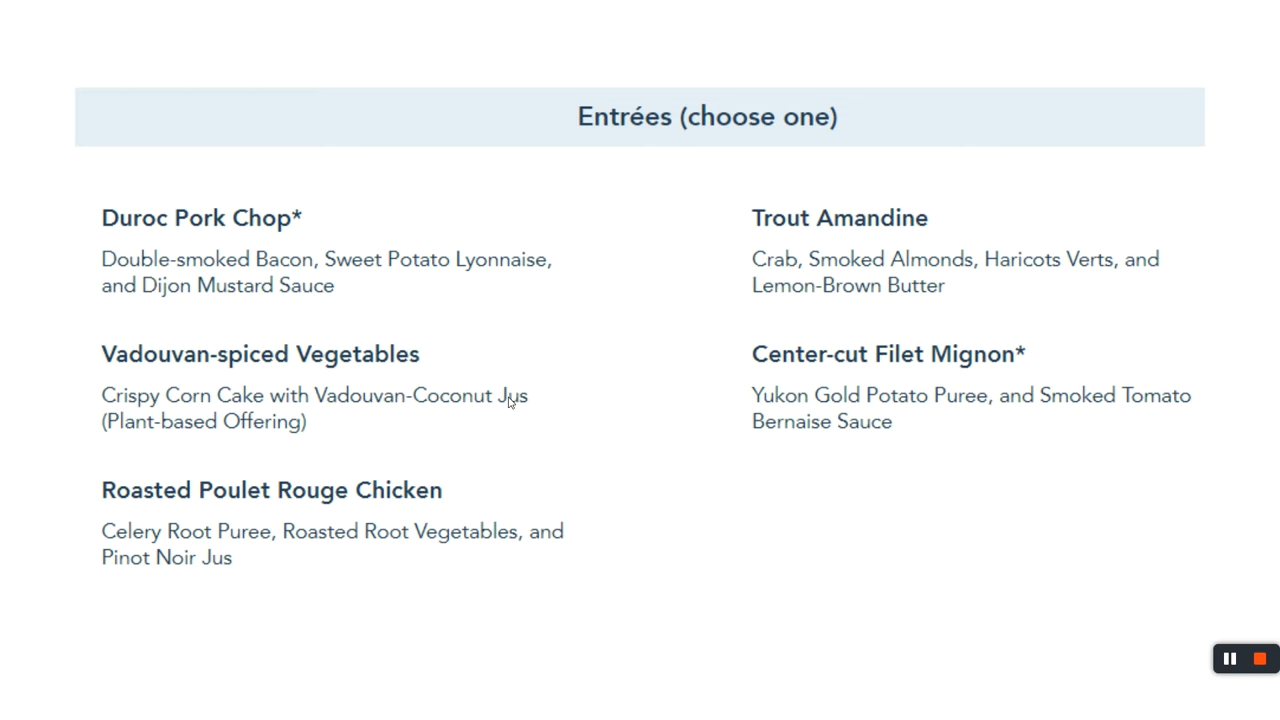 Entrées (choose one)
Duroc Pork Chop*
Double-smoked Bacon, Sweet Potato Lyonnaise,
and Dijon Mustard Sauce
Vadouvan-spiced Vegetables
Crispy Corn Cake with Vadouvan-Coconut Jus
(Plant-based Offering)
Roasted Poulet Rouge Chicken
Celery Root Puree, Roasted Root Vegetables, and
Pinot Noir Jus
Trout Amandine
Crab, Smoked Almonds, Haricots Verts, and
Lemon-Brown Butter
Center-cut Filet Mignon*
Yukon Gold Potato Puree, and Smoked Tomato
Bernaise Sauce